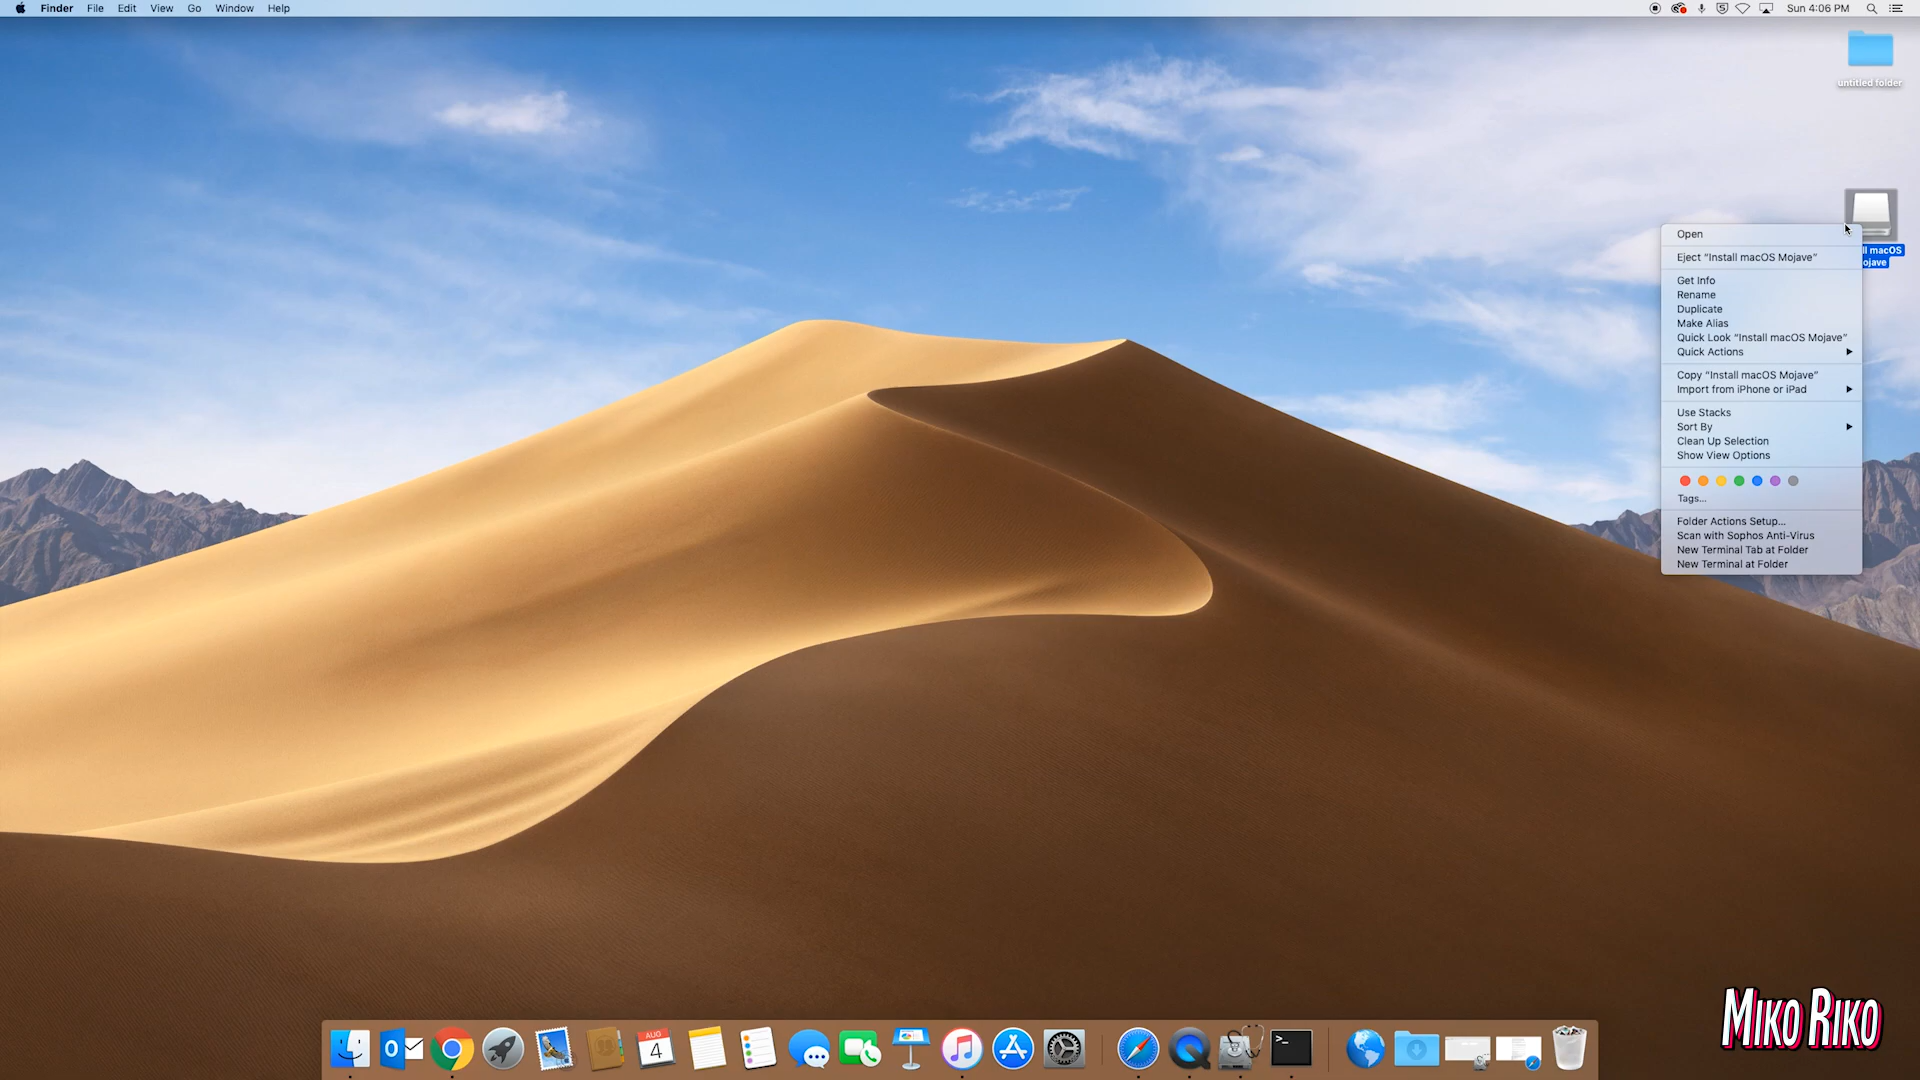 Finder File Edit View Go Window Help
Sun 4:06 PM
untitled folder
ll macOS
ojave
Open
Eject “Install macOS Mojave”
Get Info
Rename
Duplicate
Make Alias
Quick Look “Install macOS Mojave”
Quick Actions
Copy “Install macOS Mojave”
Import from iPhone or iPad
Use Stacks
Sort By
Clean Up Selection
Show View Options
Tags...
Folder Actions Setup...
Scan with Sophos Anti-Virus
New Terminal Tab at Folder
New Terminal at Folder
AUG
4
MIKO RIKO